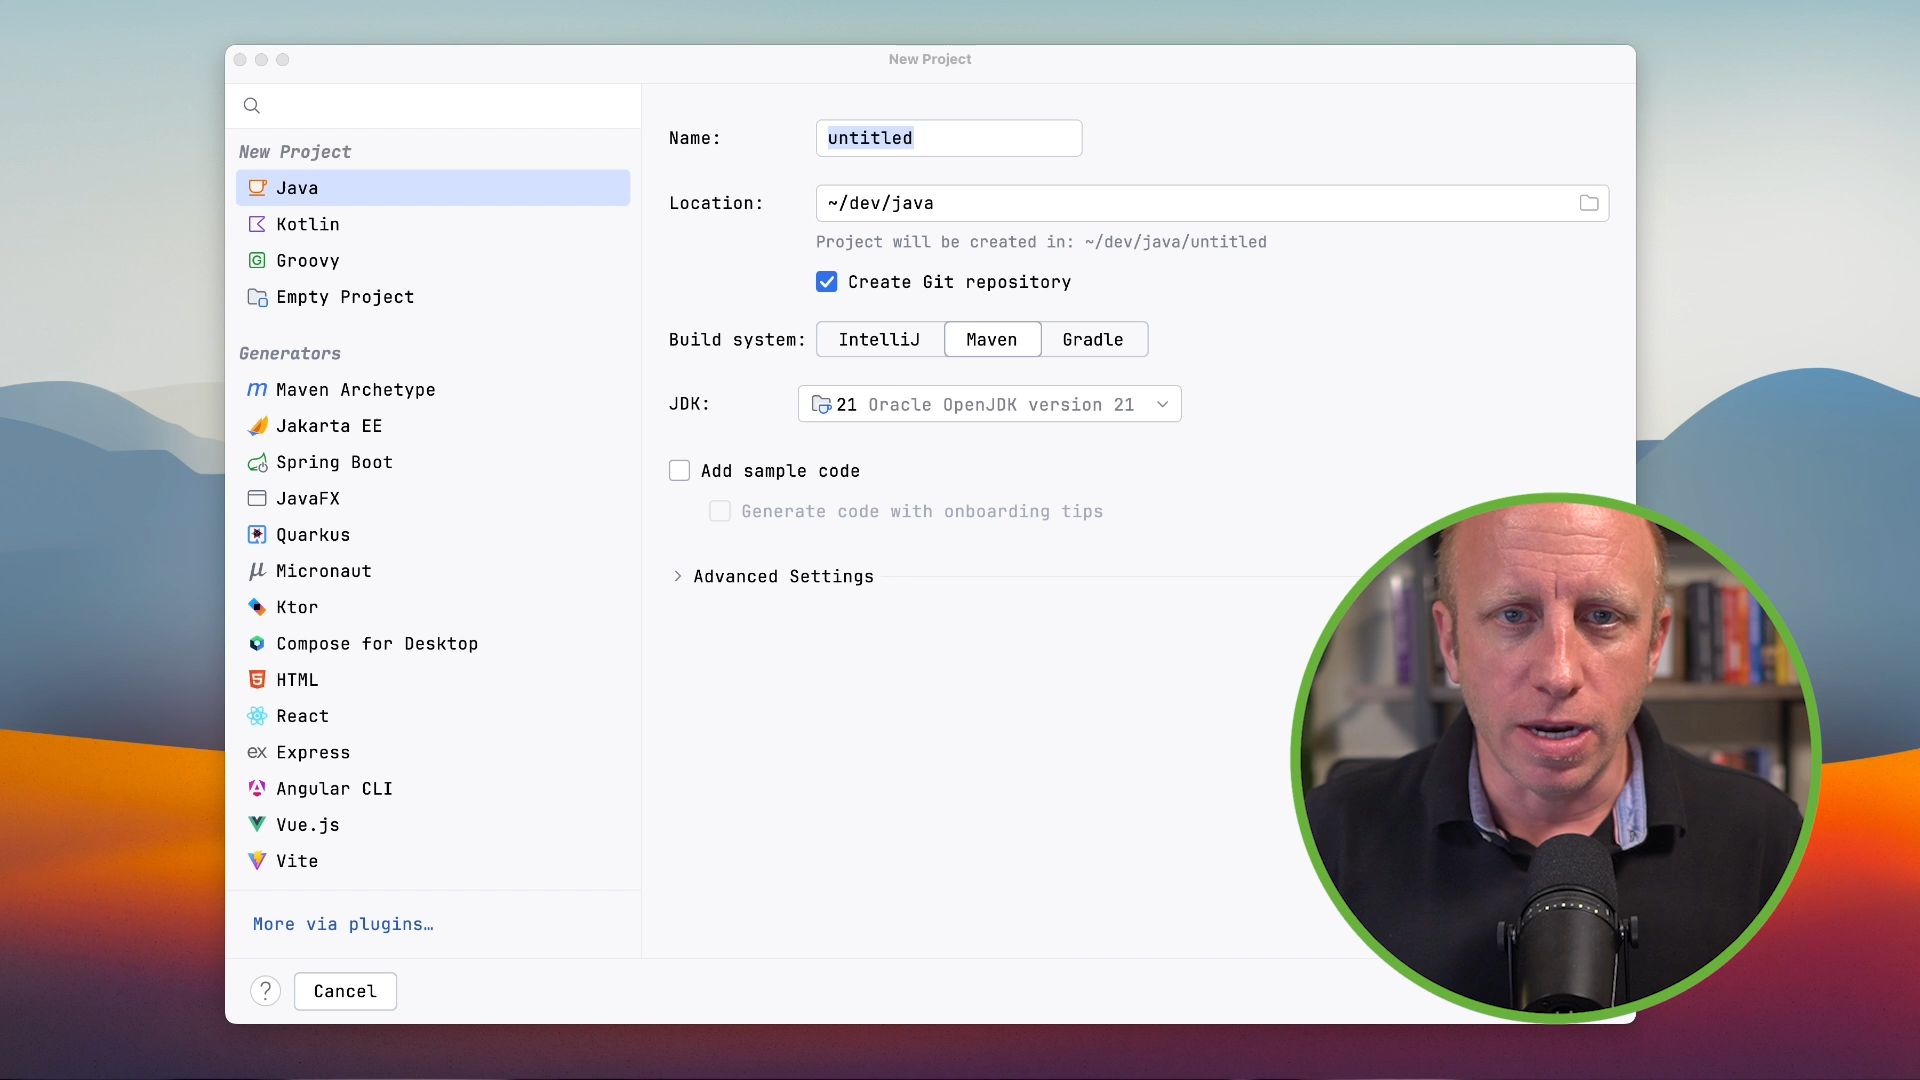 New Project
New Project
Java
Kotlin
Groovy
Empty Project
Generators
Maven Archetype
Jakarta EE
Spring Boot
JavaFX
Quarkus
Micronaut
Ktor
Compose for Desktop
HTML
React
ex Express
Angular CLI
Vue.js
Vite
More via plugins…
? Cancel
Name: untitled
Location: ~/dev/java
Project will be created in: ~/dev/java/untitled
Create Git repository
Build system: IntelliJ Maven Gradle
JDK: 21 Oracle OpenJDK version 21
Add sample code
Generate code with onboarding tips
Advanced Settings